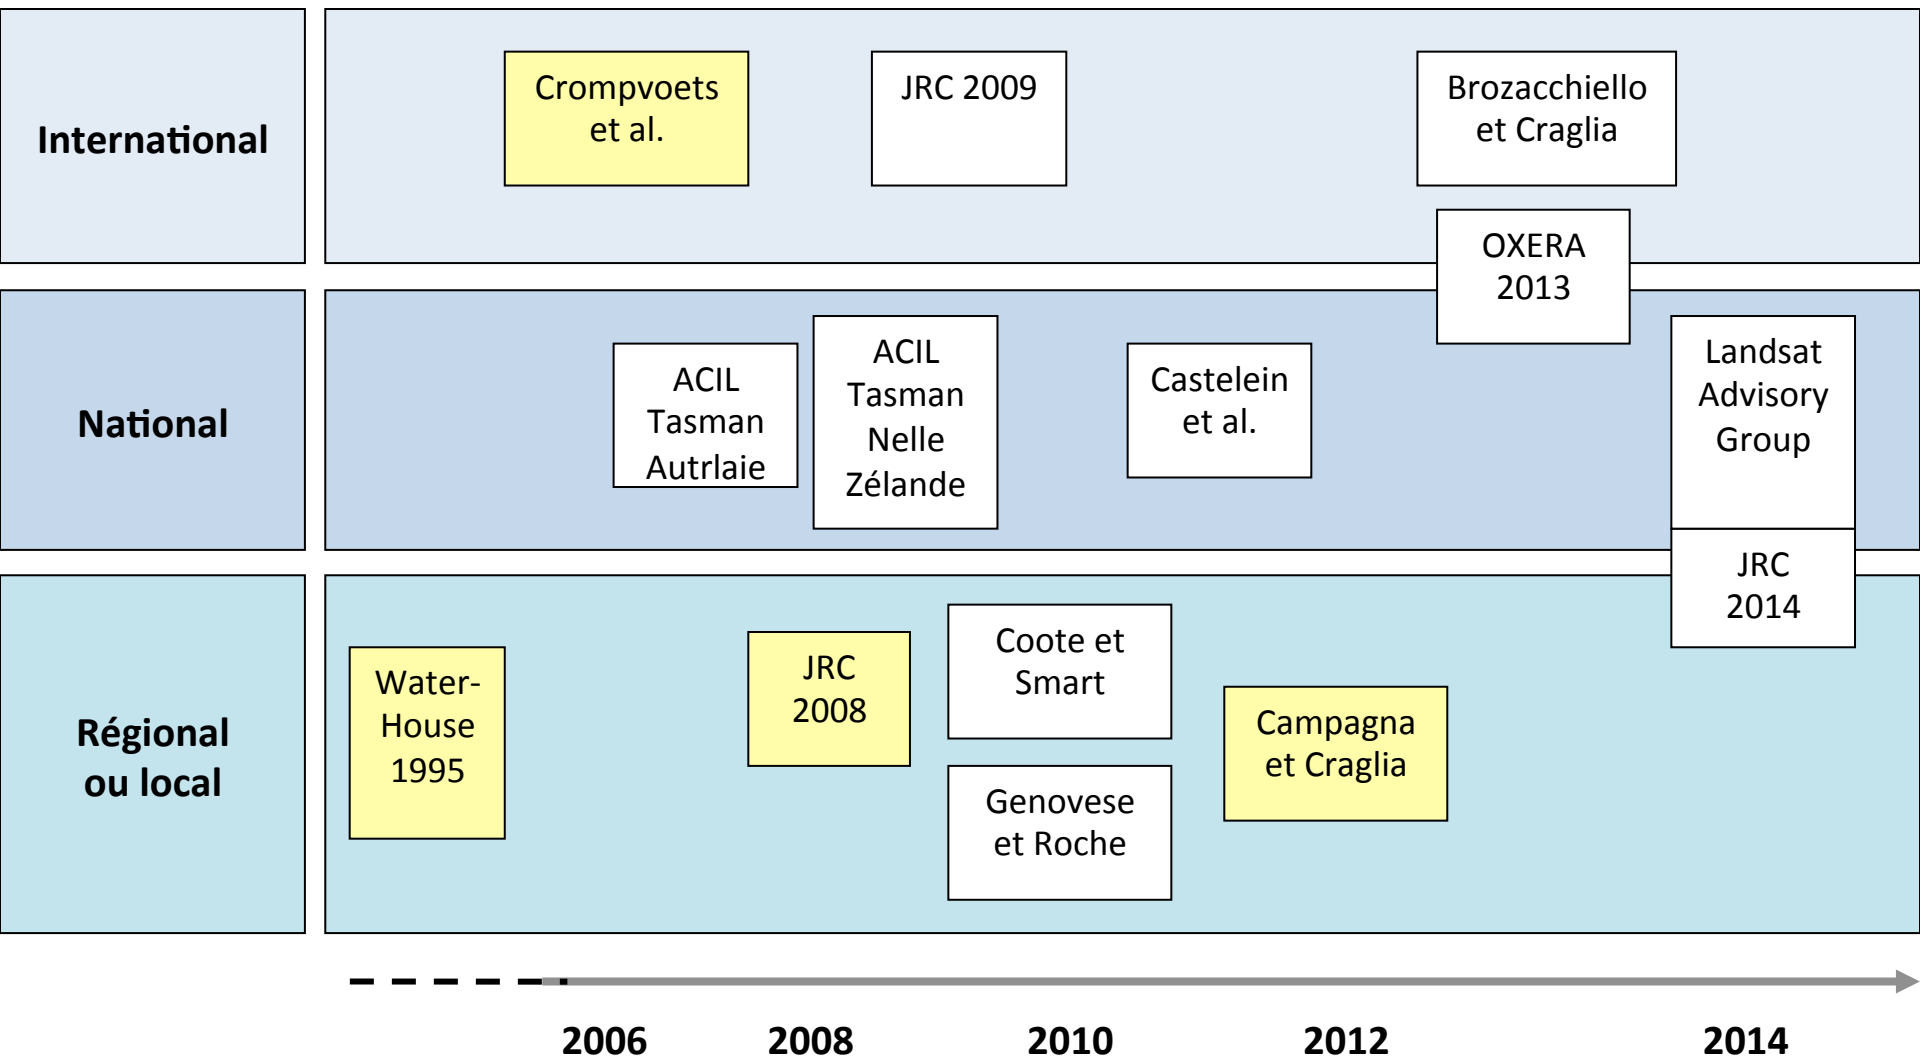 International
Crompvoets
et al.
JRC 2009
Brozacchiello
et Craglia
OXERA
2013
National
ACIL
Tasman
Autrlaie
ACIL
Tasman
Nelle
Zélande
Castelein
et al.
Landsat
Advisory
Group
JRC
2014
Régional
ou local
Water-
House
1995
JRC
2008
Coote et
Smart
Genovese
et Roche
Campagna
et Craglia
2006
2008
2010
2012
2014